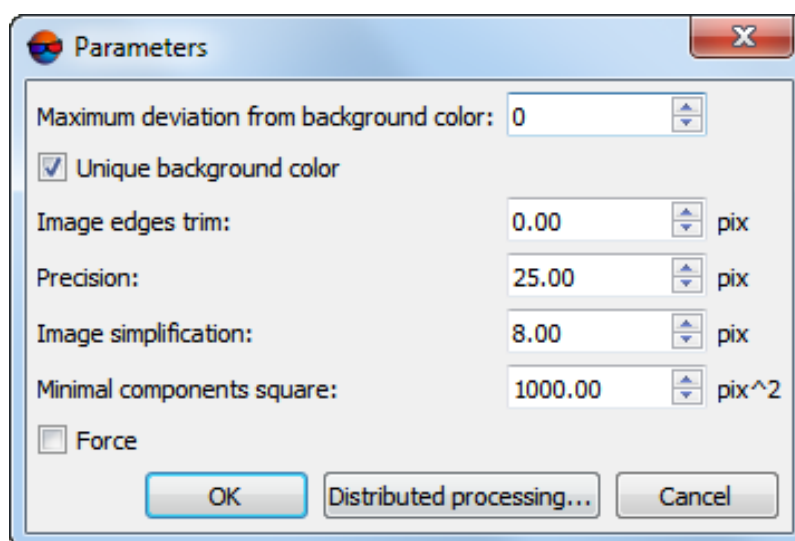 Parameters
Maximum deviation from background color: 0
Unique background color
Image edges trim: 0.00 pix
Precision: 25.00 pix
Image simplification: 8.00 pix
Minimal components square: 1000.00 pix^2
Force
OK Distributed processing... Cancel